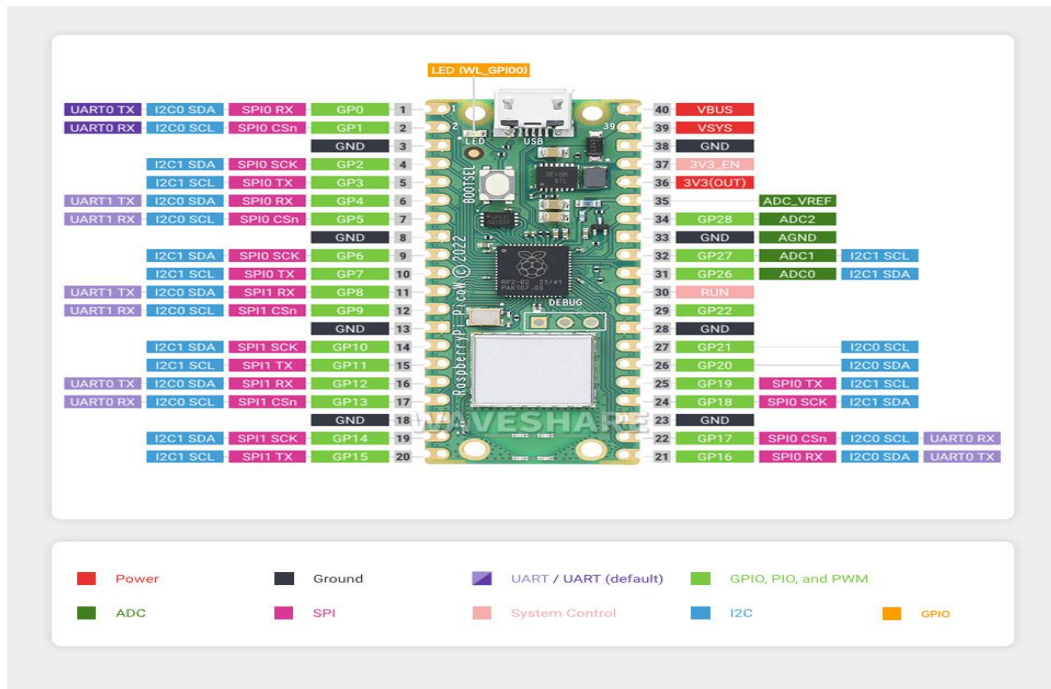 LED (WL_GPIO0)
UART0 TX I2C0 SDA SPI0 RX GP0 1 1 40 VBUS
UART0 RX I2C0 SCL SPI0 CSn GP1 2 2 39 39 VSYS
GND 3 LED USB 38 GND
I2C1 SDA SPI0 SCK GP2 4 37 3V3_EN
I2C1 SCL SPI0 TX GP3 5 BOOTSEL 36 3V3(OUT)
UART1 TX I2C0 SDA SPI0 RX GP4 6 35 ADC_VREF
UART1 RX I2C0 SCL SPI0 CSn GP5 7 34 GP28 ADC2
GND 8 33 GND AGND
I2C1 SDA SPI0 SCK GP6 9 32 GP27 ADC1 I2C1 SCL
I2C1 SCL SPI0 TX GP7 10 31 GP26 ADC0 I2C1 SDA
UART1 TX I2C0 SDA SPI1 RX GP8 11 RP2-B2 21/41 30 RUN
UART1 RX I2C0 SCL SPI1 CSn GP9 12 DEBUG 29 GP22
GND 13 28 GND
I2C1 SDA SPI1 SCK GP10 14 27 GP21 I2C0 SCL
I2C1 SCL SPI1 TX GP11 15 Raspberry Pi PicoW©2022 26 GP20 I2C0 SDA
UART0 TX I2C0 SDA SPI1 RX GP12 16 25 GP19 SPI0 TX I2C1 SCL
UART0 RX I2C0 SCL SPI1 CSn GP13 17 24 GP18 SPI0 SCK I2C1 SDA
GND 18 WAVESHARE 23 GND
I2C1 SDA SPI1 SCK GP14 19 22 GP17 SPI0 CSn I2C0 SCL UART0 RX
I2C1 SCL SPI1 TX GP15 20 21 GP16 SPI0 RX I2C0 SDA UART0 TX
Power Ground UART / UART (default) GPIO, PIO, and PWM
ADC SPI System Control I2C GPIO